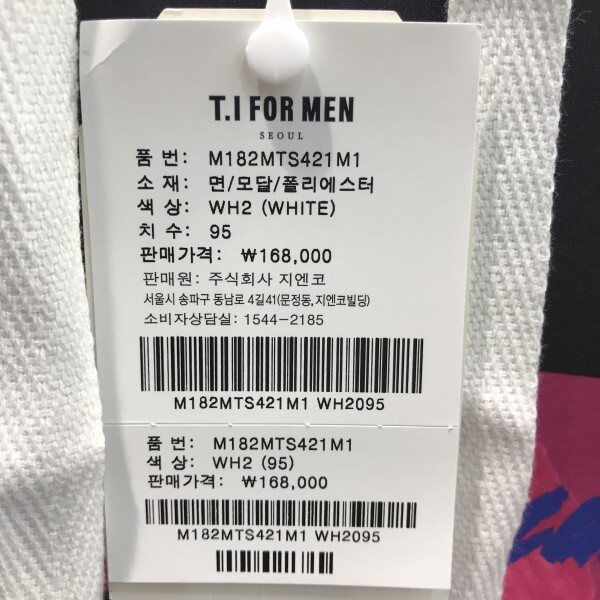 T.I FOR MEN
SEOUL
품 번: M182MTS421M1
소 재: 면/모달/폴리에스터
색 상: WH2 (WHITE)
치 수: 95
판매가격: ₩168,000
판매원: 주식회사 지엔코
서울시 송파구 동남로 4길41(문정동,지엔코빌딩)
소비자상담실: 1544-2185
M182MTS421M1 WH2095
품 번: M182MTS421M1
색 상: WH2 (95)
판매가격: ₩168,000
M182MTS421M1 WH2095